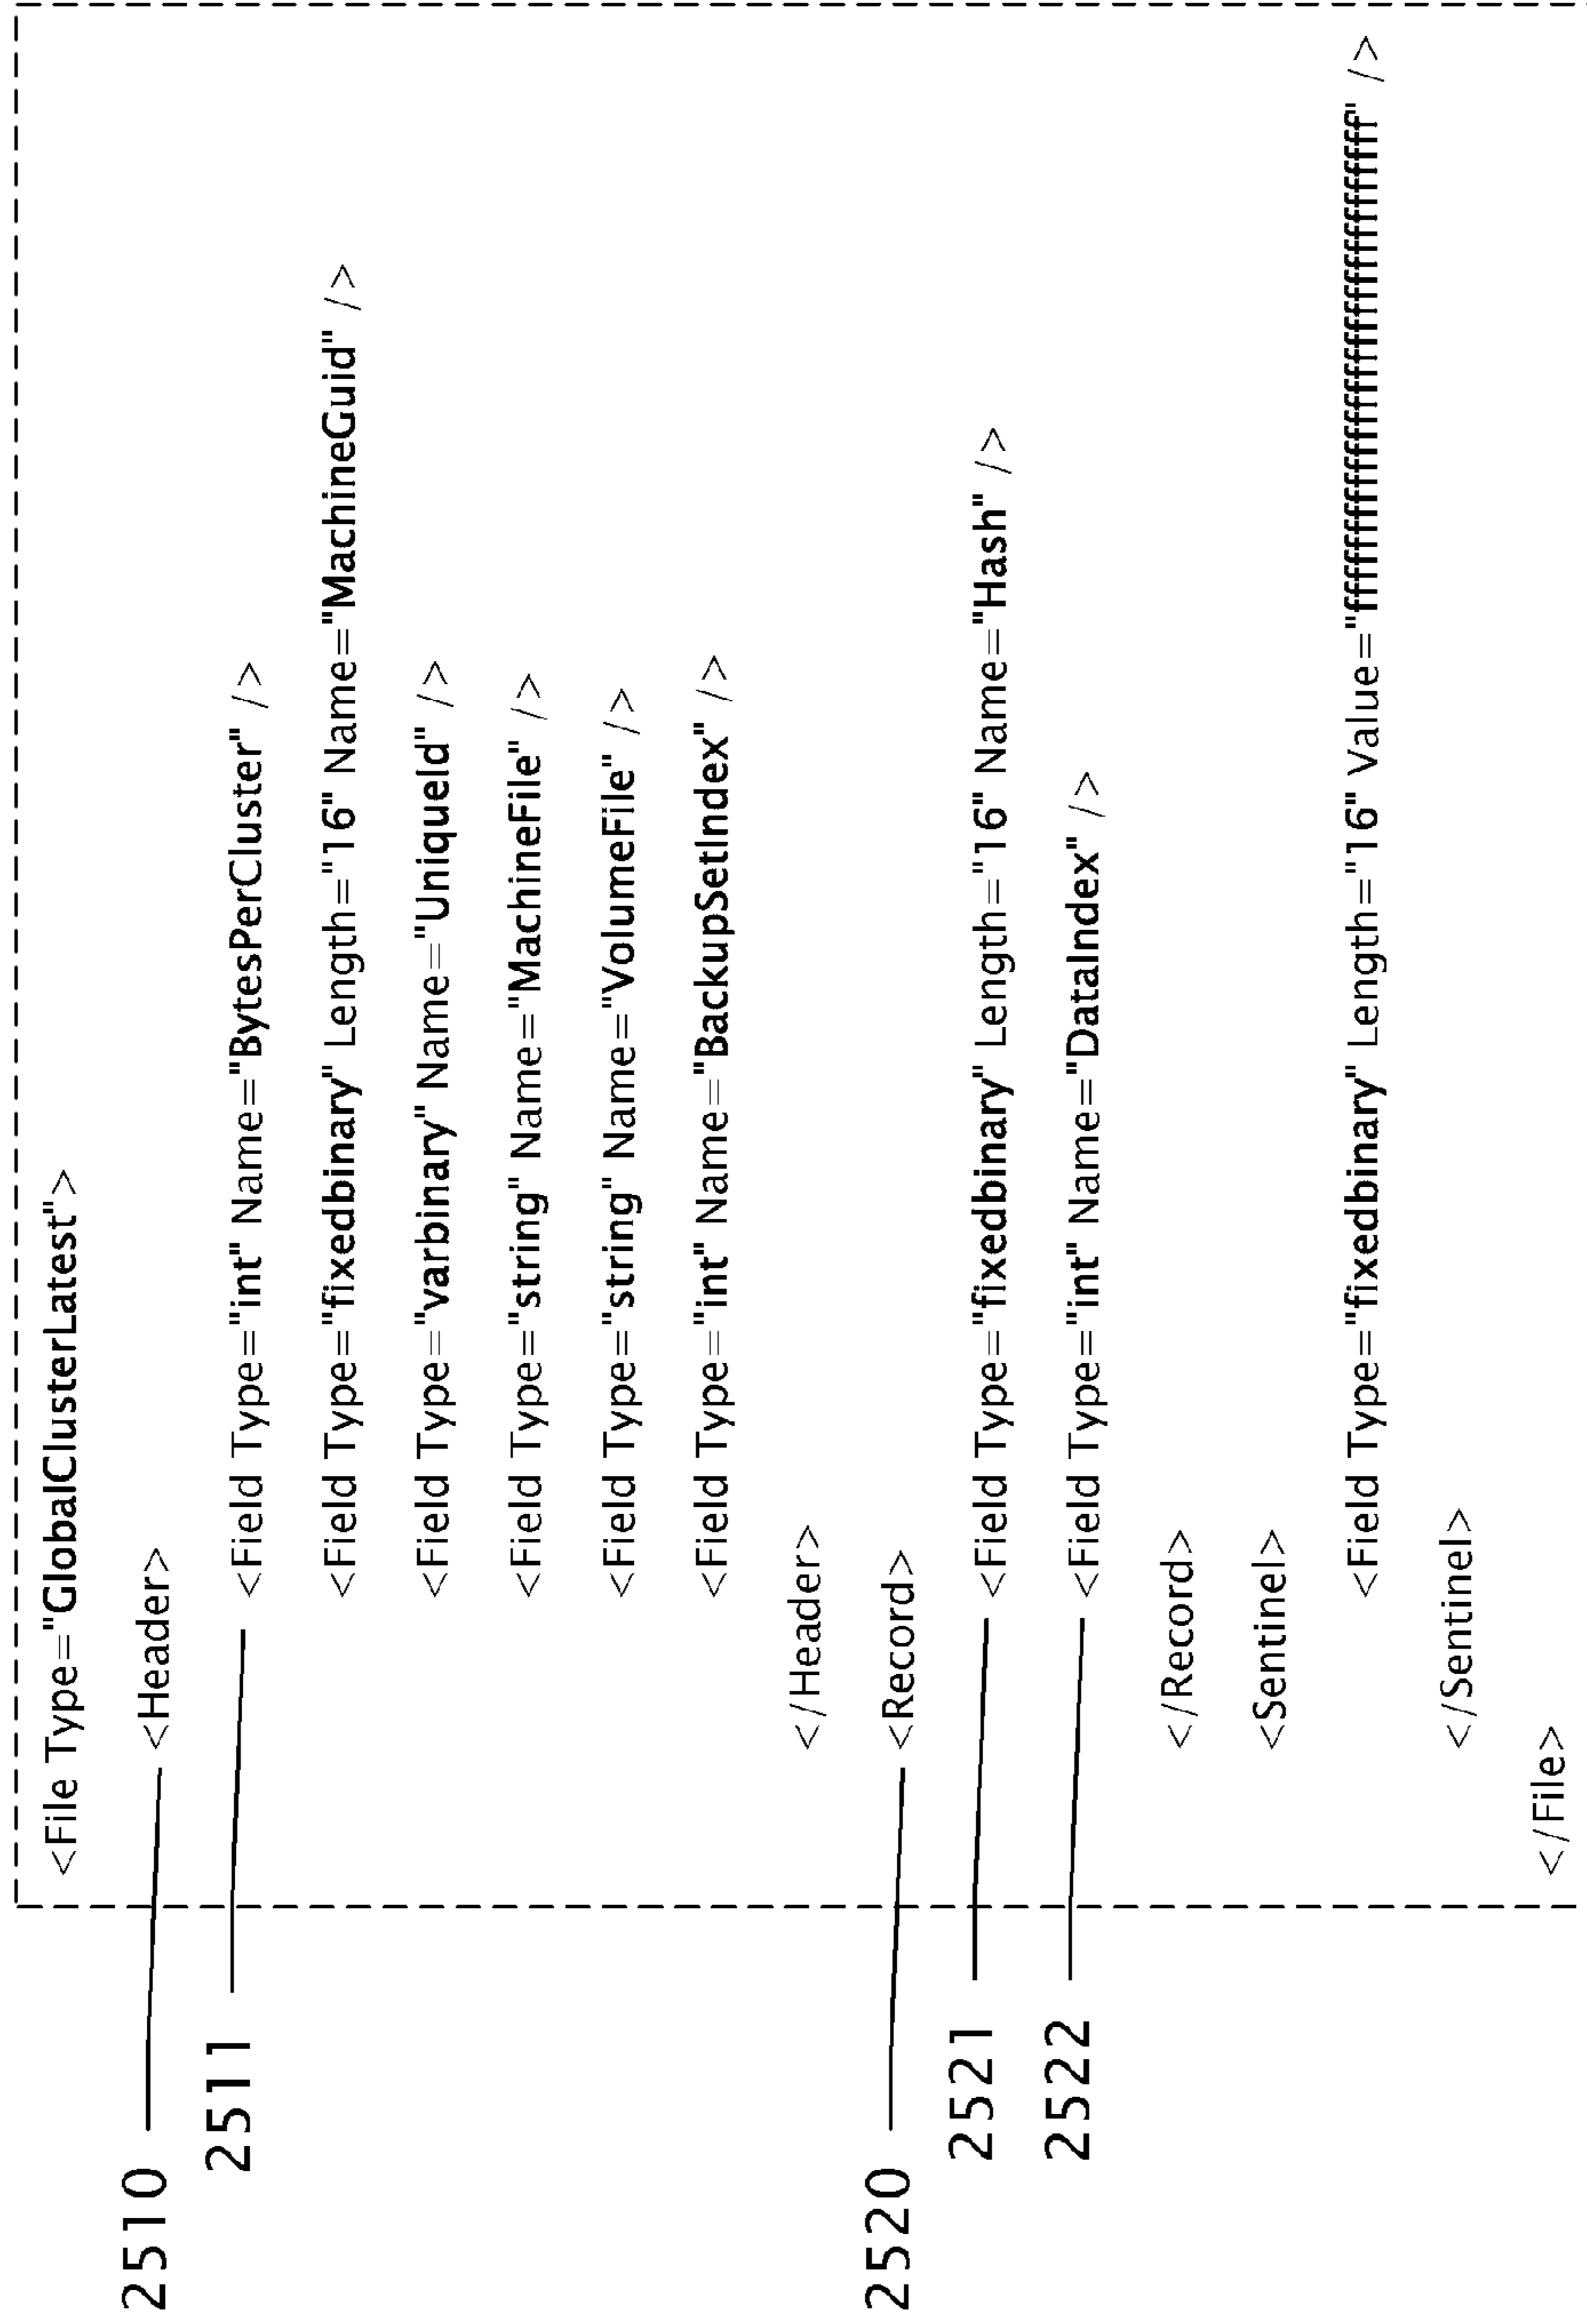 <File Type="GlobalClusterLatest">
2510 <Header>
2511 <Field Type="int" Name="BytesPerCluster" />
<Field Type="fixedbinary" Length="16" Name="MachineGuid" />
<Field Type="varbinary" Name="UniqueId" />
<Field Type="string" Name="MachineFile" />
<Field Type="string" Name="VolumeFile" />
<Field Type="int" Name="BackupSetIndex" />
</Header>
2520 <Record>
2521 <Field Type="fixedbinary" Length="16" Name="Hash" />
2522 <Field Type="int" Name="DataIndex" />
</Record>
<Sentinel>
<Field Type="fixedbinary" Length="16" Value="ffffffffffffffffffffffffffffffff" />
</Sentinel>
</File>